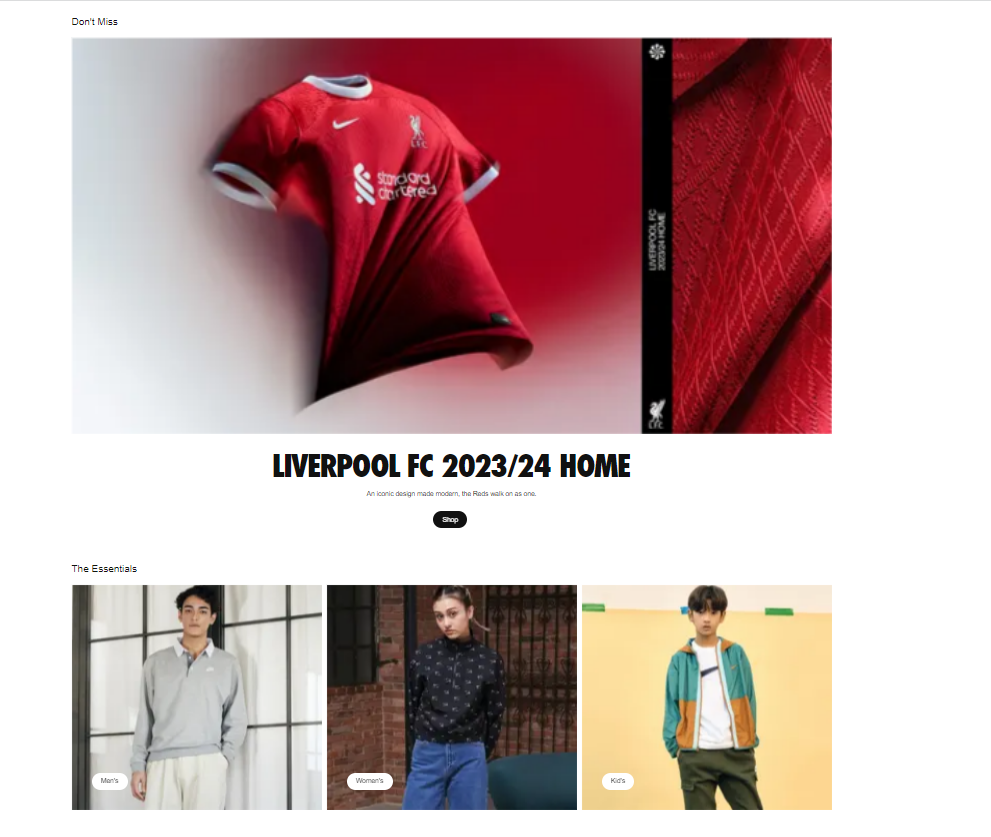 Don't Miss
LFC
standard
chartered
LIVERPOOL FC
2023/24 HOME
LIVERPOOL FC 2023/24 HOME
An iconic design made modern, the Reds walk on as one.
Shop
The Essentials
Men's
Women's
Kid's